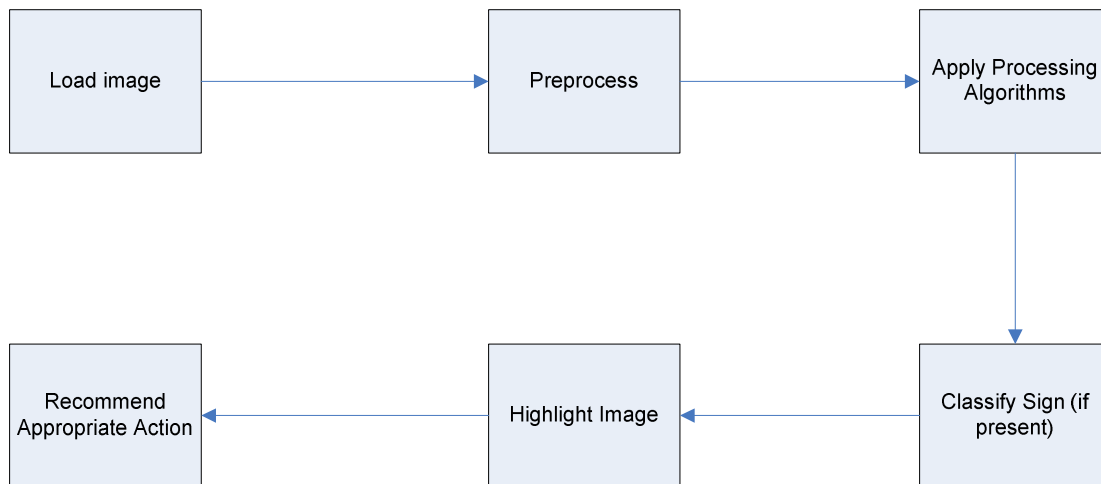 Load image
Preprocess
Apply Processing
Algorithms
Classify Sign (if
present)
Highlight Image
Recommend
Appropriate Action